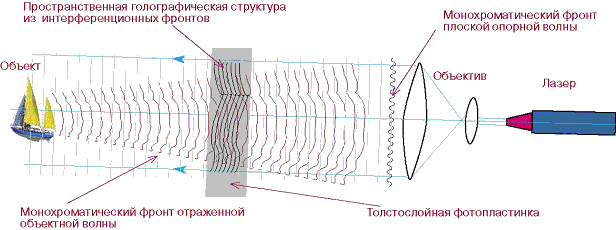 Пространственная голографическая структура
из интерференционных фронтов
Монохроматический фронт
плоской опорной волны
Объект
Объектив
Лазер
Монохроматический фронт отраженной
объектной волны
Толстослойная фотопластинка